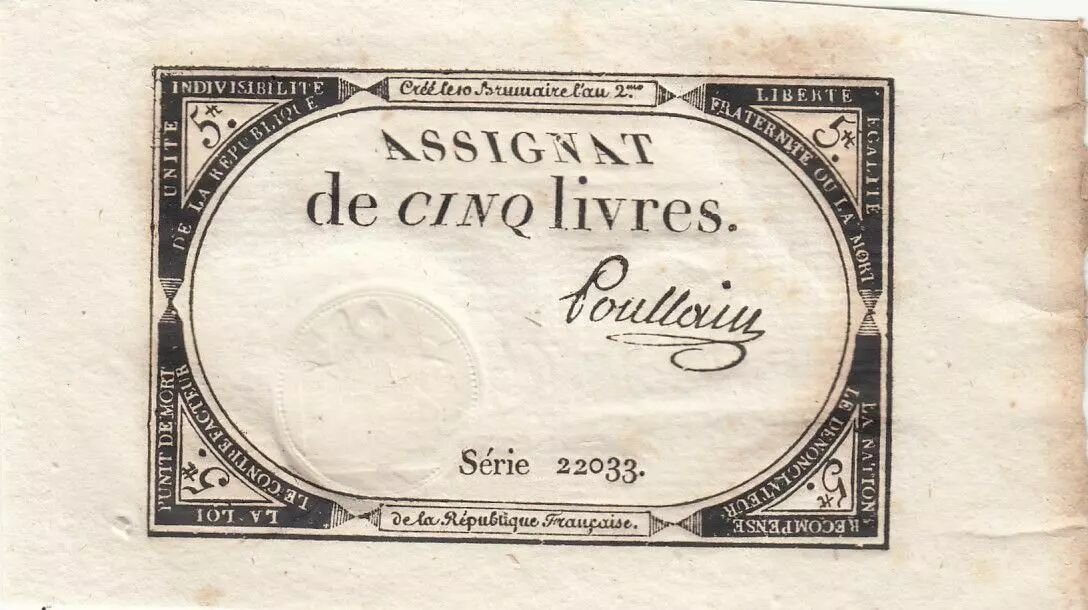 Créé le 10 Brumaire l'an 2.me
INDIVISIBILITE
UNITE
DE LA REPUBLIQUE
5#.
LIBERTE
EGALITE
FRATERNITE OU LA MORT
5#.
ASSIGNAT
de CINQ livres.
Poullain
Série 22033.
LA LOI
PUNIT DE MORT
LE CONTREFACTEUR
5#.
LA NATION
RECOMPENSE
LE DENONCIATEUR
5#.
de la République Française.